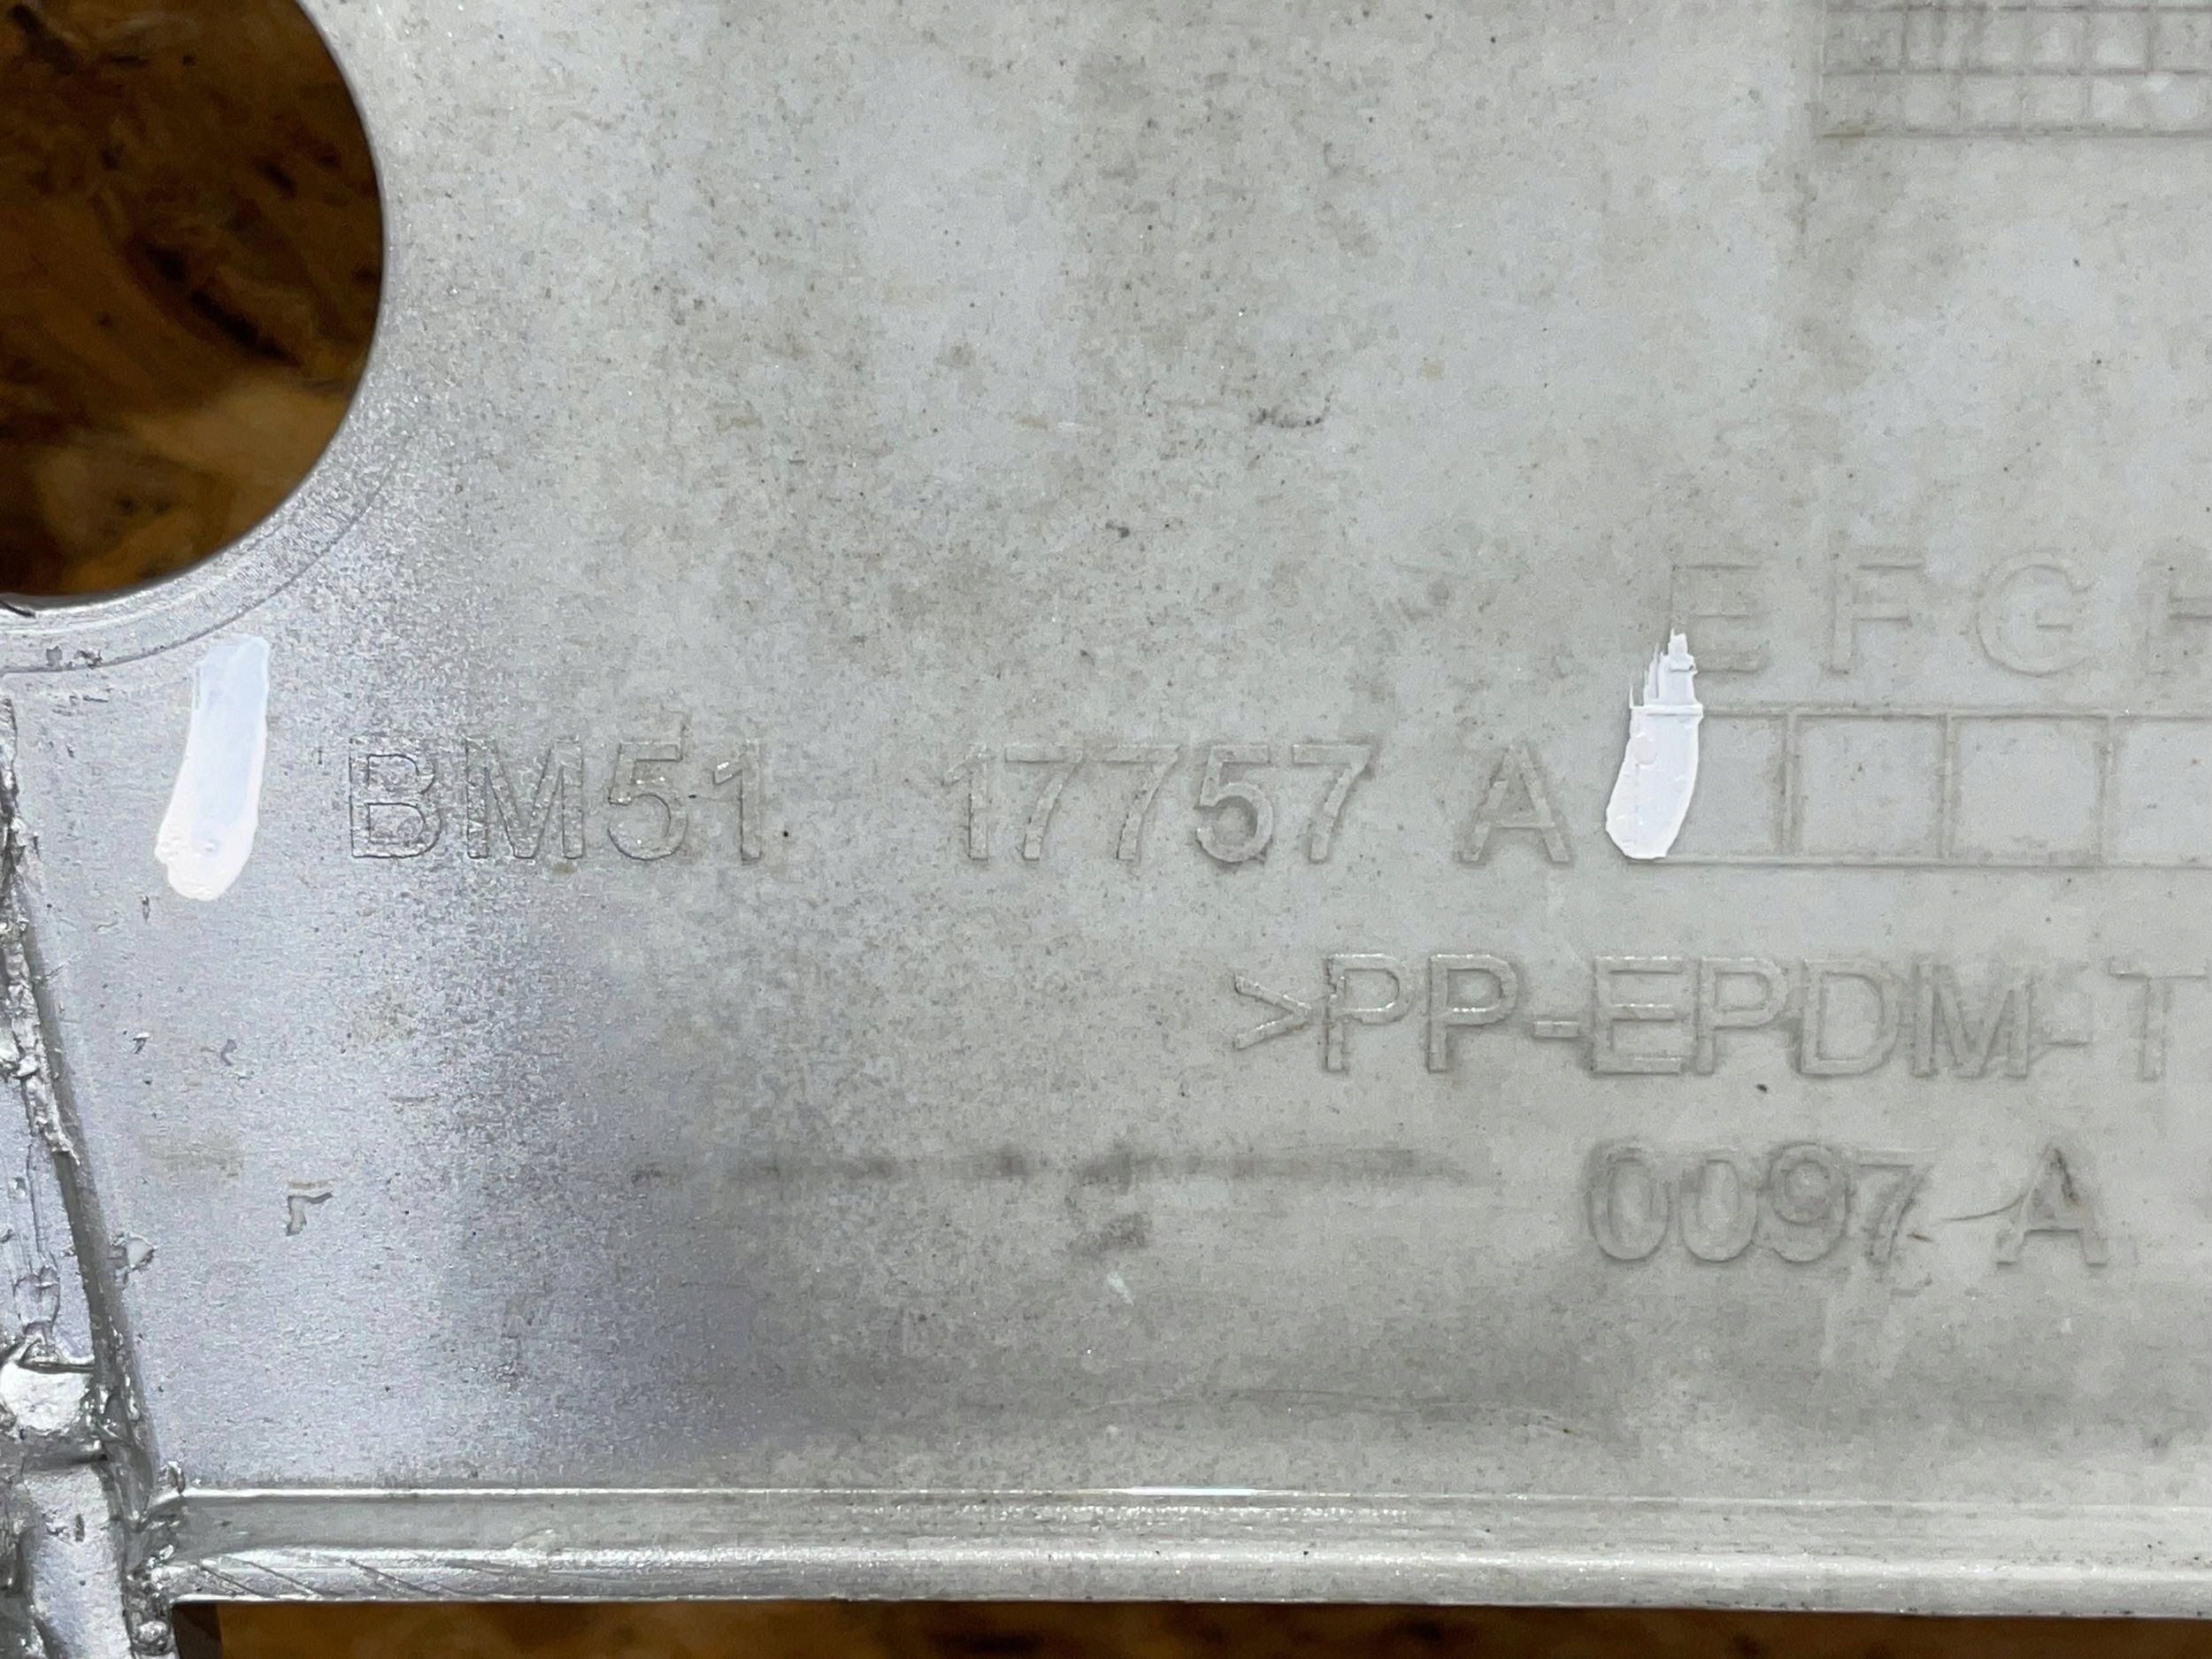 E F G H
BM51 17757 A
>PP-EPDM-T
0097 A